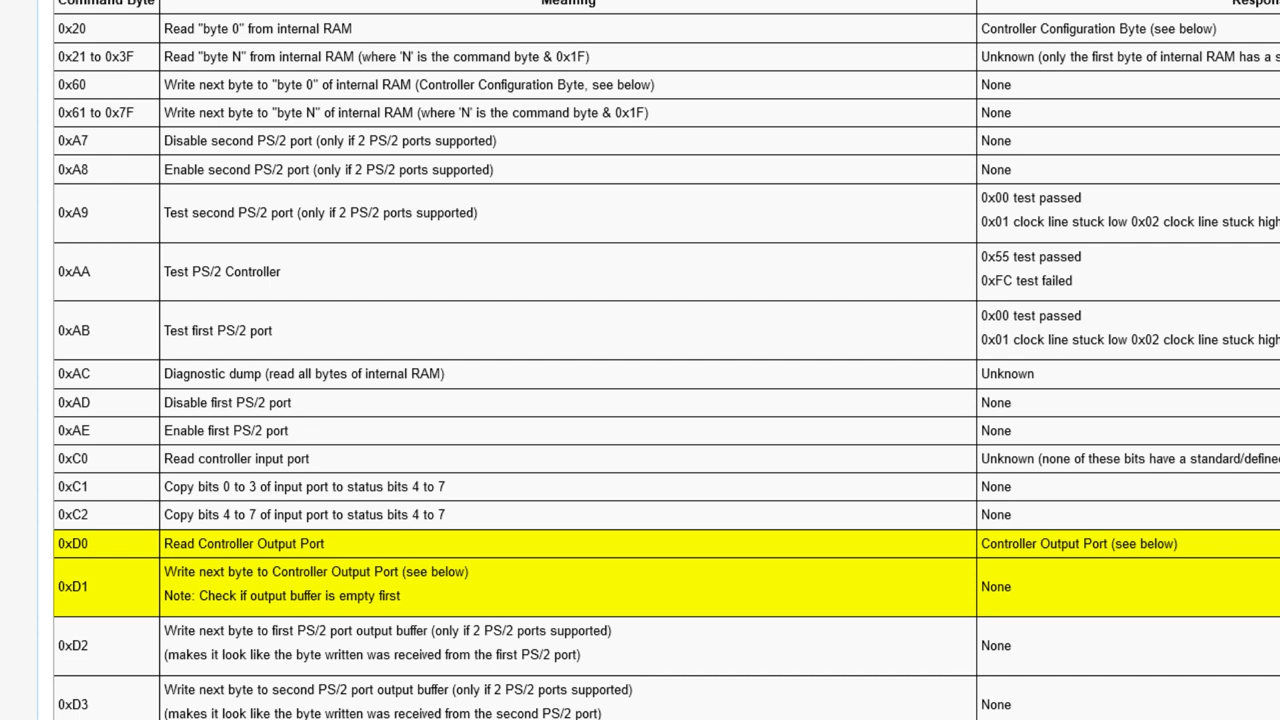 Command Byte Meaning
0x20 Read "byte 0" from internal RAM Controller Configuration Byte (see below)
0x21 to 0x3F Read "byte N" from internal RAM (where 'N' is the command byte & 0x1F) Unknown (only the first byte of internal RAM has a
0x60 Write next byte to "byte 0" of internal RAM (Controller Configuration Byte, see below) None
0x61 to 0x7F Write next byte to "byte N" of internal RAM (where 'N' is the command byte & 0x1F) None
0xA7 Disable second PS/2 port (only if 2 PS/2 ports supported) None
0xA8 Enable second PS/2 port (only if 2 PS/2 ports supported) None
0xA9 Test second PS/2 port (only if 2 PS/2 ports supported) 0x00 test passed
0x01 clock line stuck low 0x02 clock line stuck high
0xAA Test PS/2 Controller 0x55 test passed
0xFC test failed
0xAB Test first PS/2 port 0x00 test passed
0x01 clock line stuck low 0x02 clock line stuck high
0xAC Diagnostic dump (read all bytes of internal RAM) Unknown
0xAD Disable first PS/2 port None
0xAE Enable first PS/2 port None
0xC0 Read controller input port Unknown (none of these bits have a
0xC1 Copy bits 0 to 3 of input port to status bits 4 to 7 None
0xC2 Copy bits 4 to 7 of input port to status bits 4 to 7 None
0xD0 Read Controller Output Port Controller Output Port (see below)
0xD1 Write next byte to Controller Output Port (see below) None
Note: Check if output buffer is empty first
0xD2 Write next byte to first PS/2 port output buffer (only if 2 PS/2 ports supported) None
(makes it look like the byte written was received from the first PS/2 port)
0xD3 Write next byte to second PS/2 port output buffer (only if 2 PS/2 ports supported) None
(makes it look like the byte written was received from the second PS/2 port)